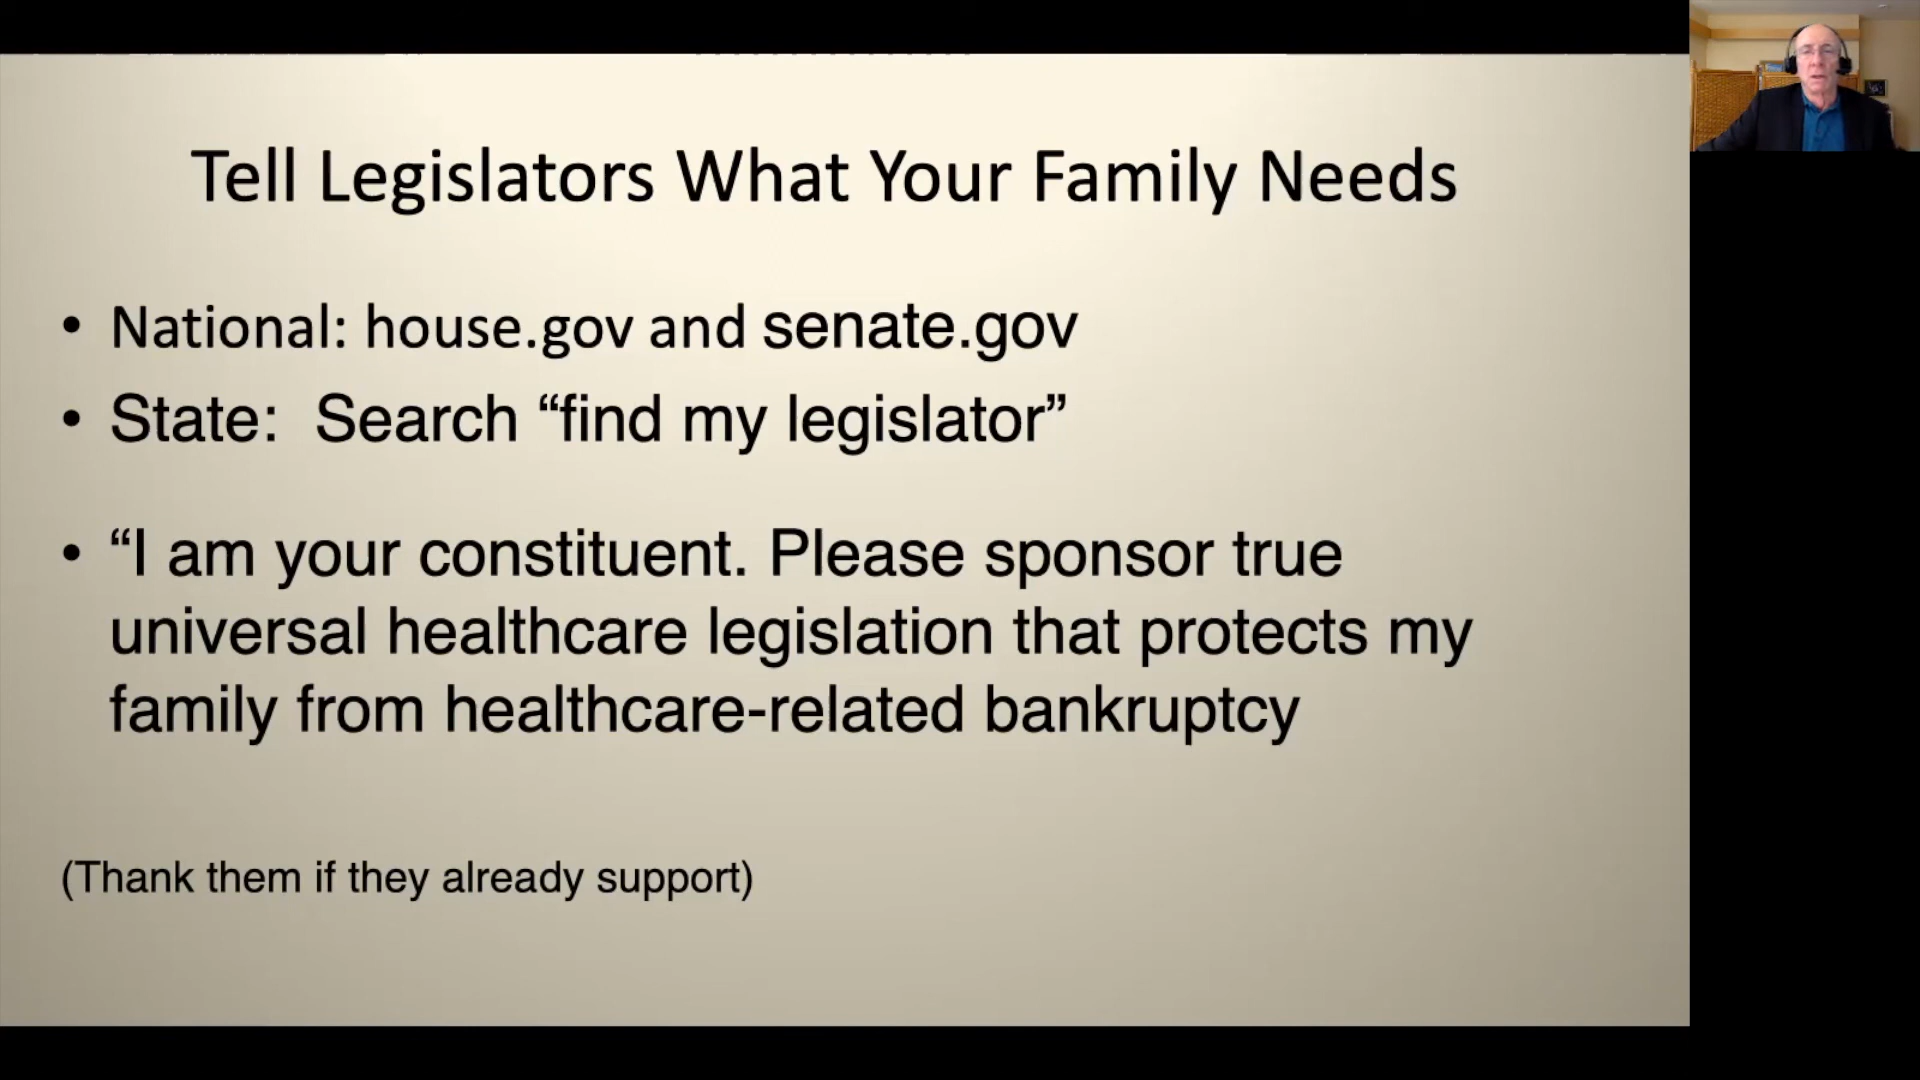 Tell Legislators What Your Family Needs
• National: house.gov and senate.gov
• State:  Search “find my legislator”
• “I am your constituent. Please sponsor true
universal healthcare legislation that protects my
family from healthcare-related bankruptcy
(Thank them if they already support)